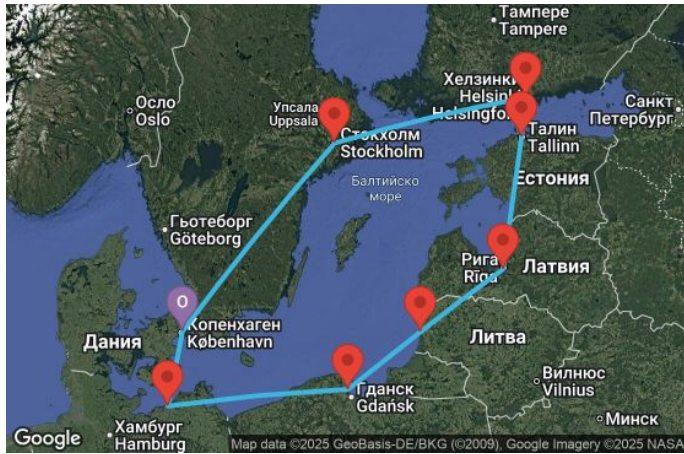 Тампере
Tampere
Осло
Oslo
Упсала
Uppsala
Хелзинки
Helsinki
Helsingfors
Санкт
Петербург
Стокхолм
Stockholm
Талин
Tallinn
Балтийско
море
Естония
Гьотеборг
Göteborg
Рига
Rīga
Латвия
O
Копенхаген
København
Дания
Литва
Вилнюс
Vilnius
Гданск
Gdańsk
Минск
Хамбург
Hamburg
Google
Map data ©2025 GeoBasis-DE/BKG (©2009), Google Imagery ©2025 NASA